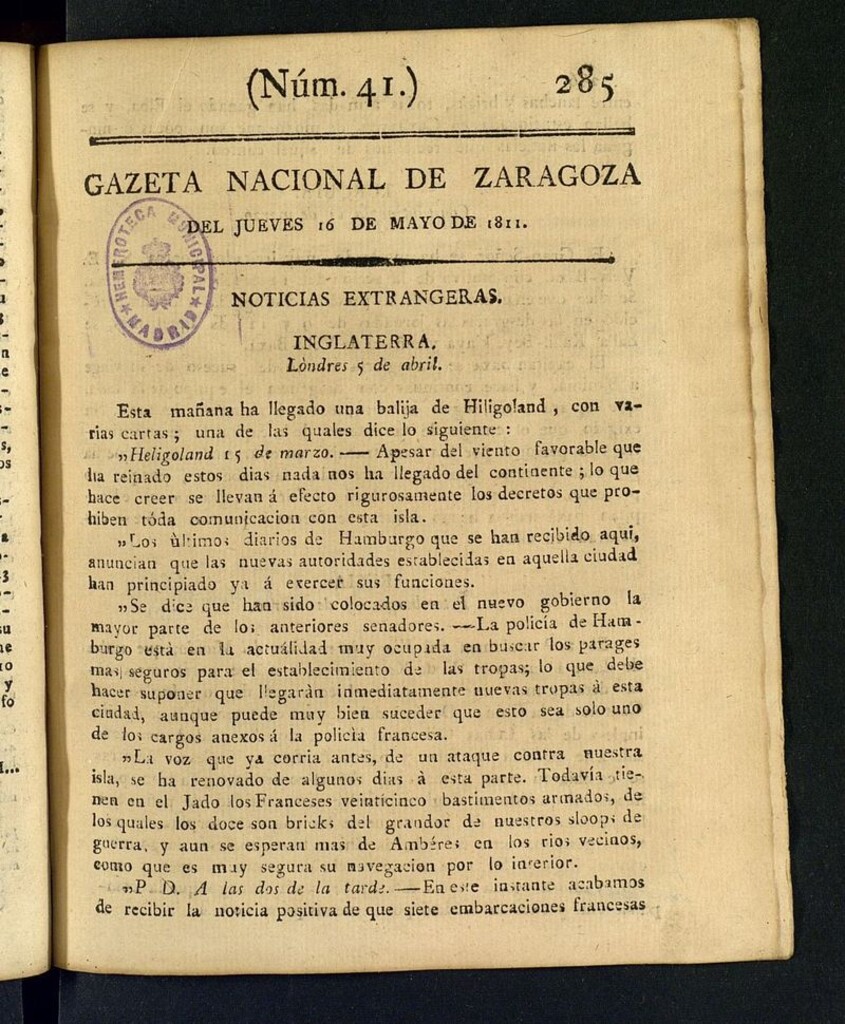 (Núm. 41.) 285
GAZETA NACIONAL DE ZARAGOZA
DEL JUEVES 16 DE MAYO DE 1811.
HEMEROTECA MUNICIPAL
MADRID
NOTICIAS EXTRANGERAS.
INGLATERRA.
Lòndres 5 de abril.
Esta mañana ha llegado una balija de Hiligoland, con va-
rias cartas; una de las quales dice lo siguiente:
»Heligoland 15 de marzo. — Apesar del viento favorable que
ha reinado estos dias nada nos ha llegado del continente; lo que
hace creer se llevan á efecto rigurosamente los decretos que pro-
hiben tóda comunicacion con esta isla.
»Los ùltimos diarios de Hamburgo que se han recibido aqui,
anuncian que las nuevas autoridades establecidas en aquella ciudad
han principiado ya á exercer sus funciones.
»Se dice que han sido colocados en el nuevo gobierno la
mayor parte de los anteriores senadores. — La policía de Ham-
burgo està en la actuálidad muy ocupada en buscar los parages
mas seguros para el establecimiento de las tropas; lo que debe
hacer suponer que llegaràn inmediatamente nuevas tropas à esta
ciudad, aunque puede muy bien suceder que esto sea solo uno
de los cargos anexos á la policía francesa.
»La voz que ya corria antes, de un ataque contra nuestra
isla, se ha renovado de algunos dias à esta parte. Todavía tie-
nen en el Jado los Franceses veinticinco bastimentos armados, de
los quales los doce son bricks del grandor de nuestros sloops de
guerra, y aun se esperan mas de Ambéres en los rios vecinos,
como que es muy segura su navegacion por lo interior.
»P. D. A las dos de la tarde. — En este instante acabamos
de recibir la noticia positiva de que siete embarcaciones francesas